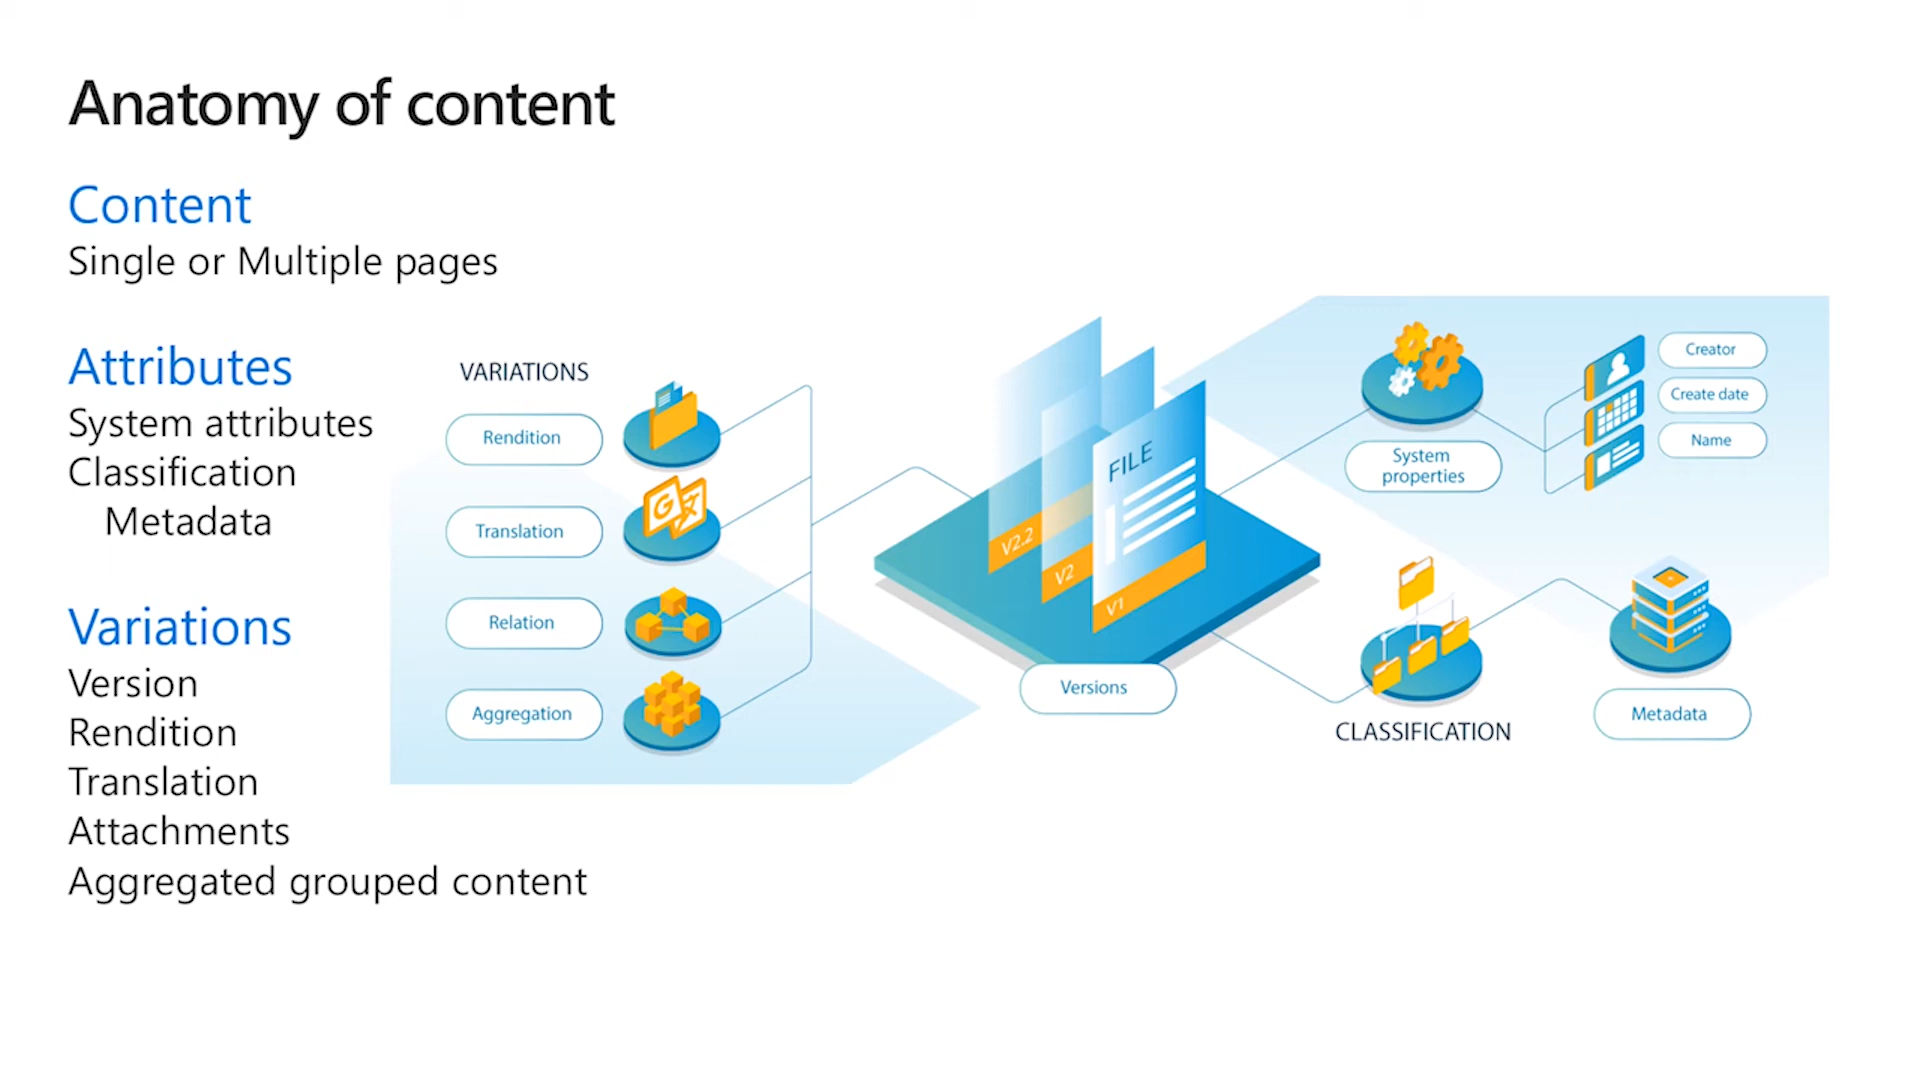 Anatomy of content
Content
Single or Multiple pages
Attributes
System attributes
Classification
Metadata
Variations
Version
Rendition
Translation
Attachments
Aggregated grouped content
VARIATIONS
Rendition
Translation
Relation
Aggregation
G 文
FILE
V2.2
V2
V1
Versions
System
properties
Creator
Create date
Name
CLASSIFICATION
Metadata